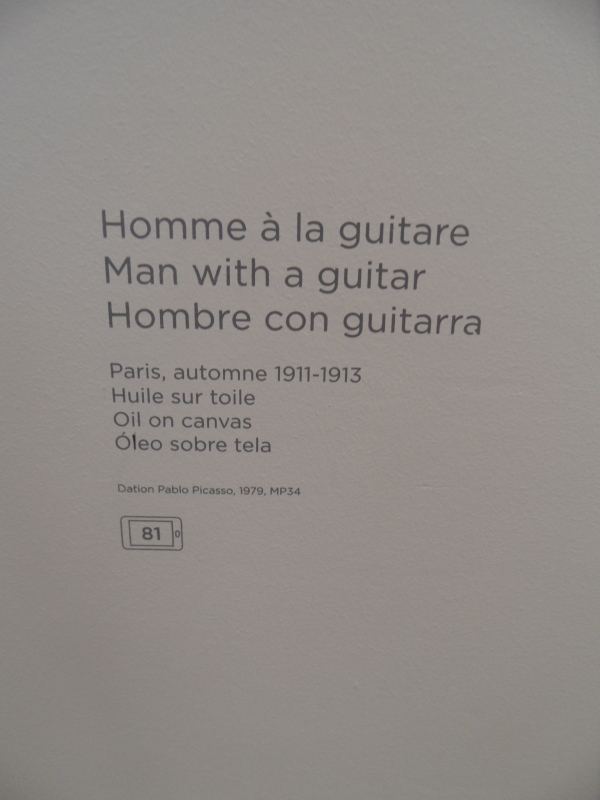 Homme à la guitare
Man with a guitar
Hombre con guitarra
Paris, automne 1911-1913
Huile sur toile
Oil on canvas
Óleo sobre tela
Dation Pablo Picasso, 1979, MP34
81